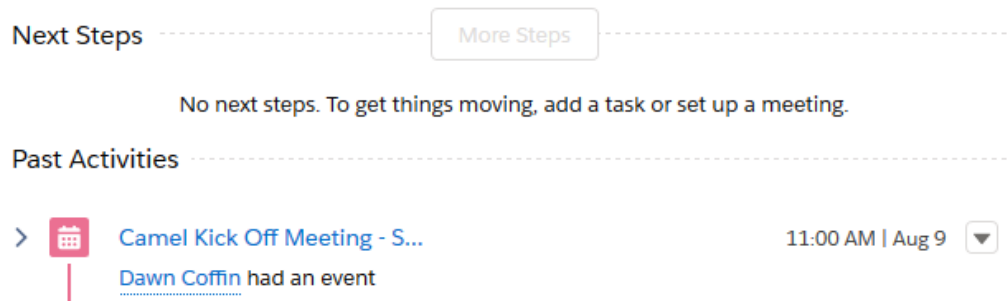 Next Steps
More Steps
No next steps. To get things moving, add a task or set up a meeting.
Past Activities
Camel Kick Off Meeting - S...
11:00 AM | Aug 9
Dawn Coffin had an event